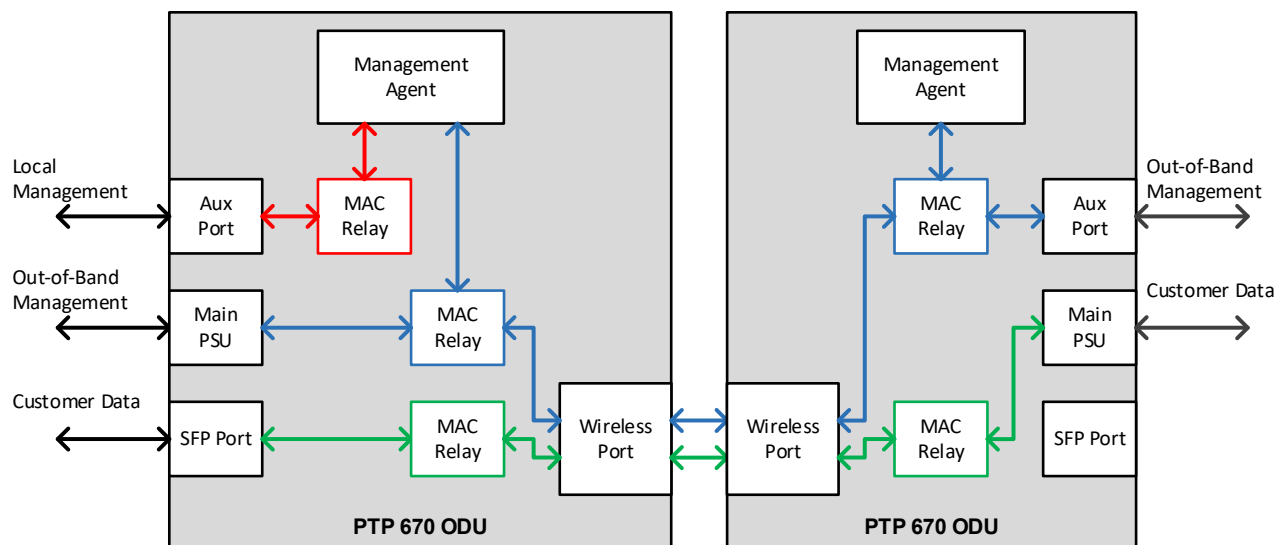 Management
Agent
Local
Management
Aux
Port
MAC
Relay
Out-of-Band
Management
Main
PSU
MAC
Relay
Customer Data
SFP Port
MAC
Relay
Wireless
Port
PTP 670 ODU
Management
Agent
MAC
Relay
Aux
Port
Out-of-Band
Management
Main
PSU
Customer Data
Wireless
Port
MAC
Relay
SFP Port
PTP 670 ODU